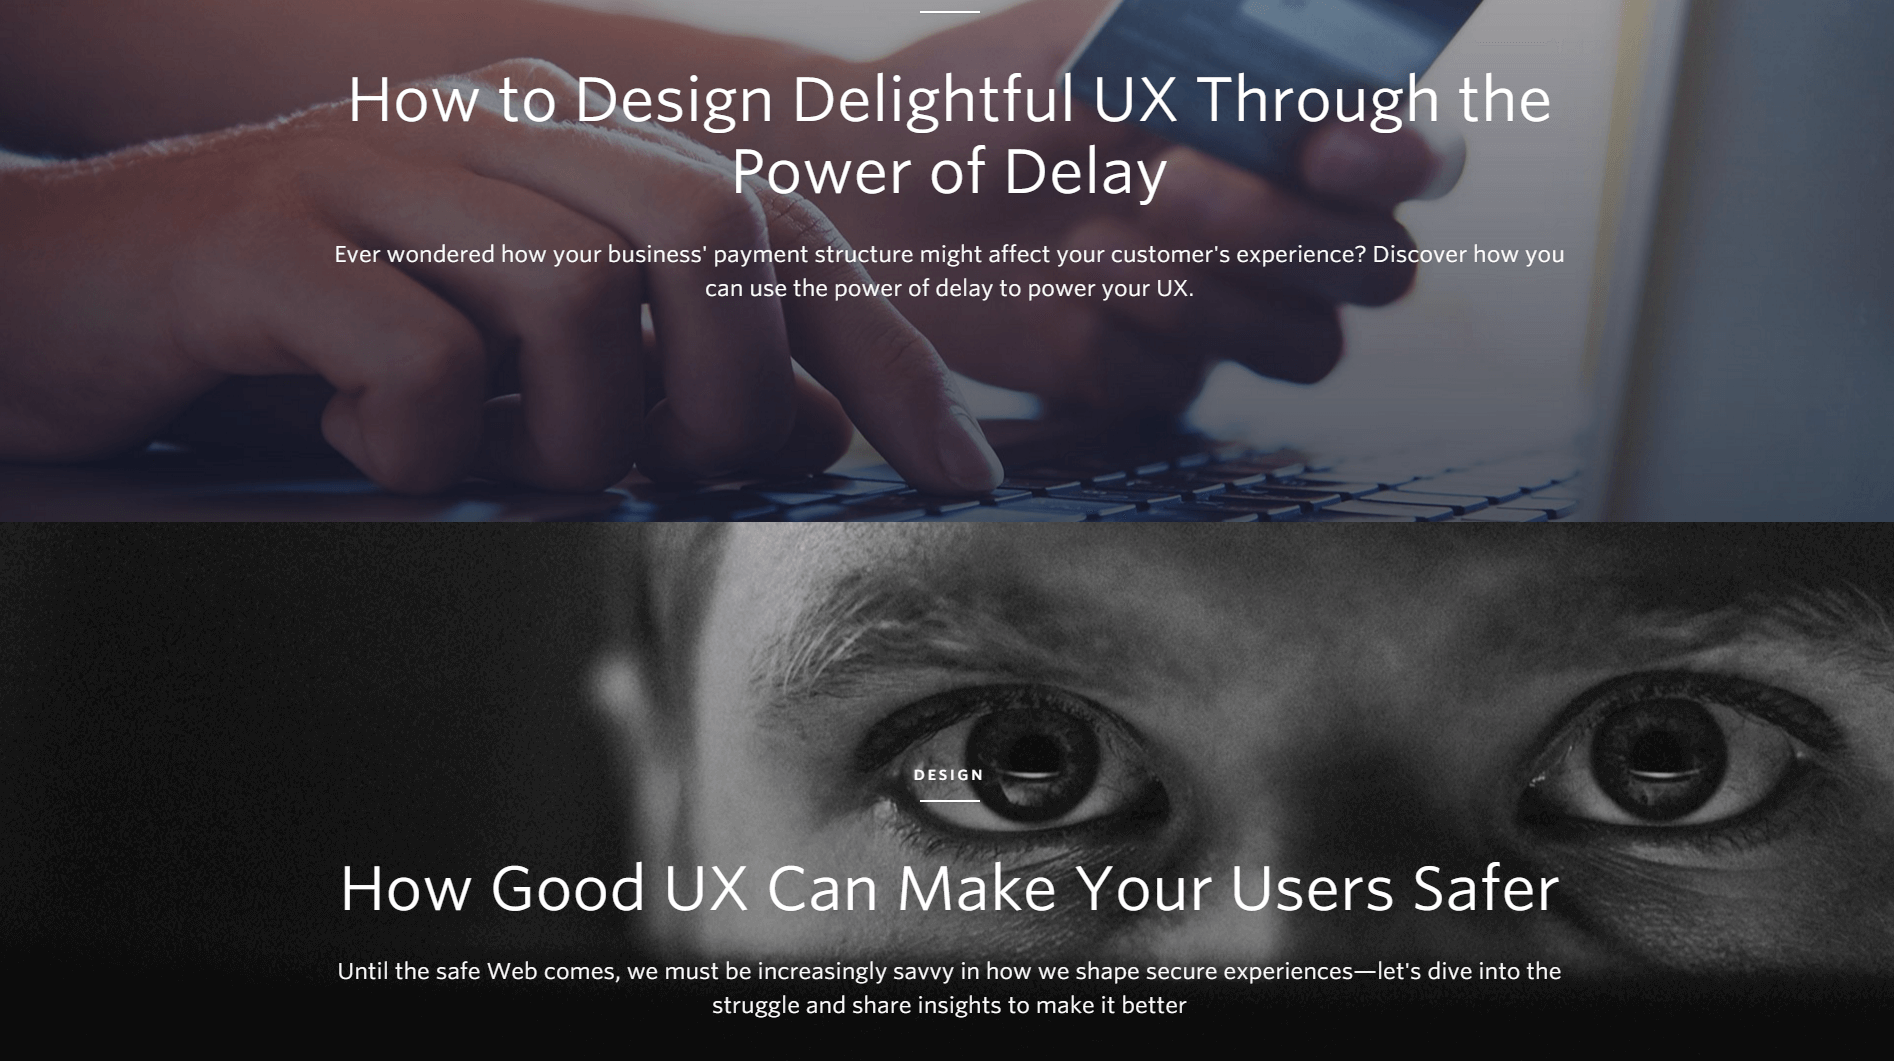 How to Design Delightful UX Through the
Power of Delay
Ever wondered how your business' payment structure might affect your customer's experience? Discover how you
can use the power of delay to power your UX.
DESIGN
How Good UX Can Make Your Users Safer
Until the safe Web comes, we must be increasingly savvy in how we shape secure experiences—let's dive into the
struggle and share insights to make it better